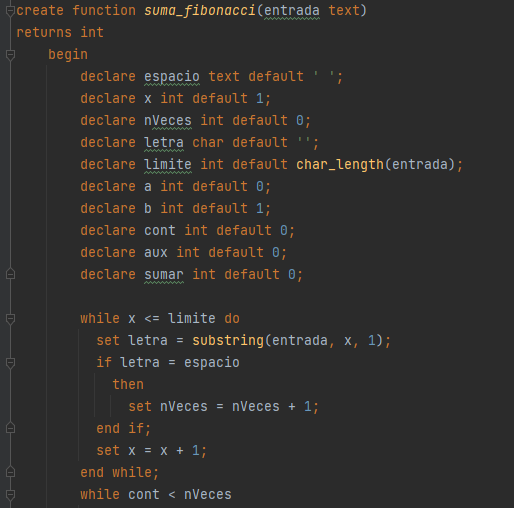 create function suma_fibonacci(entrada text)
returns int
begin
declare espacio text default ' ';
declare x int default 1;
declare nVeces int default 0;
declare letra char default '';
declare limite int default char_length(entrada);
declare a int default 0;
declare b int default 1;
declare cont int default 0;
declare aux int default 0;
declare sumar int default 0;
while x <= limite do
set letra = substring(entrada, x, 1);
if letra = espacio
then
set nVeces = nVeces + 1;
end if;
set x = x + 1;
end while;
while cont < nVeces